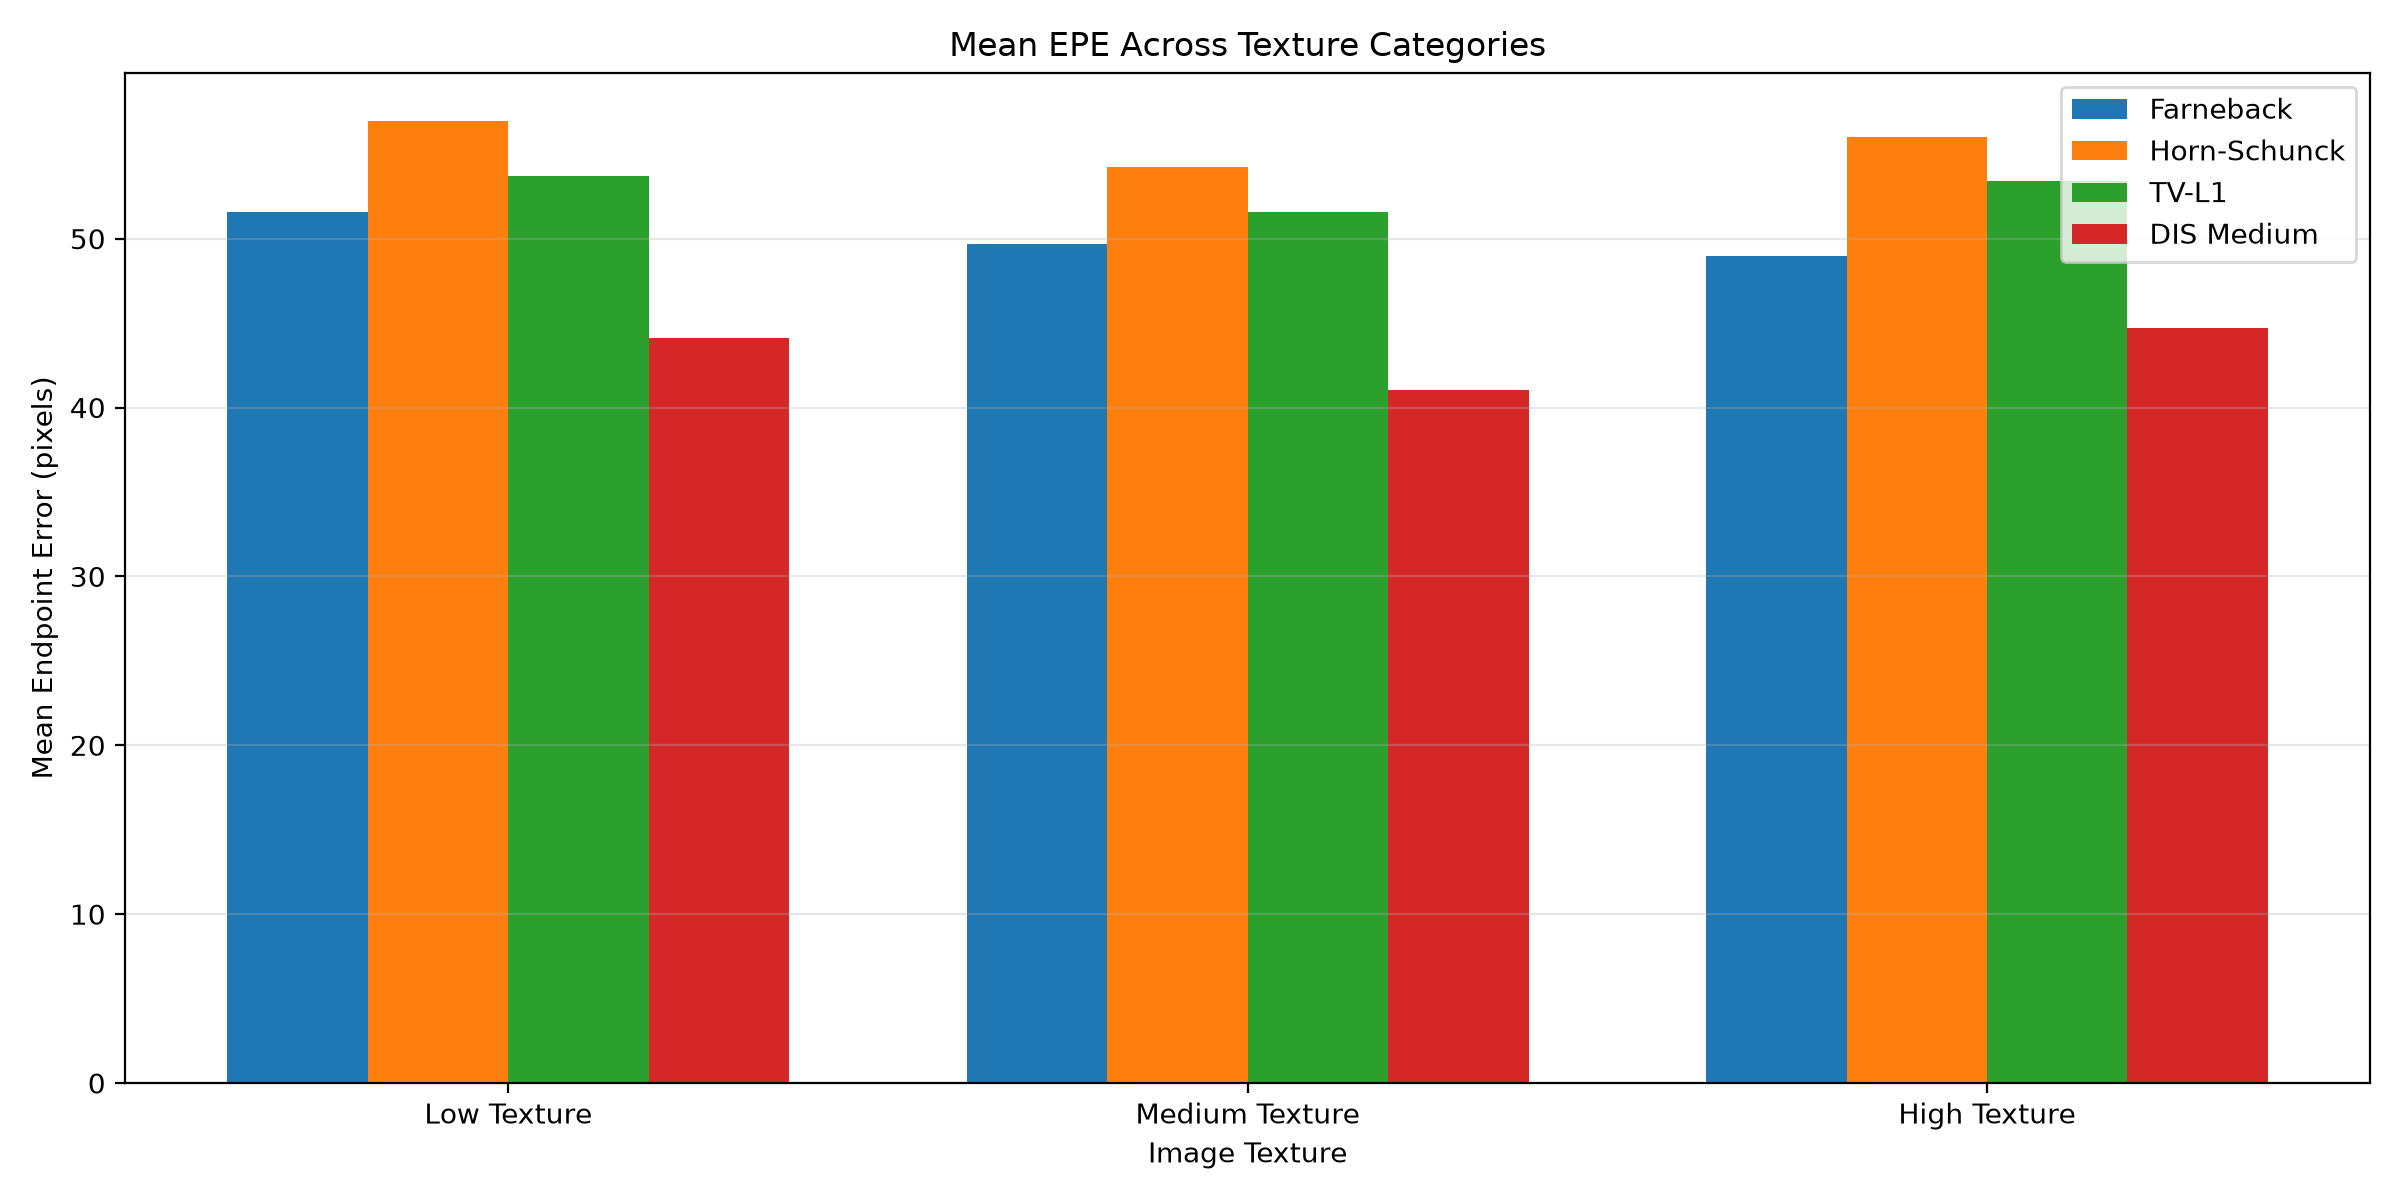 Mean EPE Across Texture Categories
Farneback
Horn-Schunck
TV-L1
DIS Medium
Mean Endpoint Error (pixels)
50
40
30
20
10
0
Low Texture
Medium Texture
High Texture
Image Texture